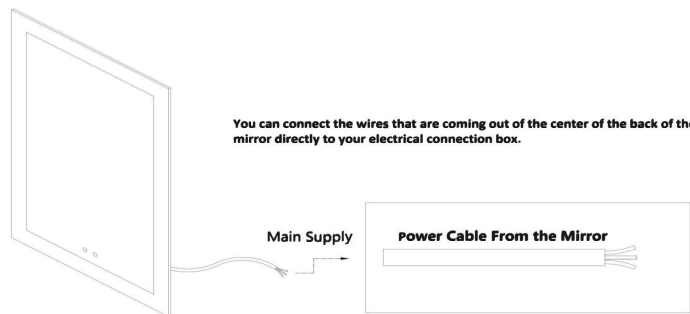 You can connect the wires that are coming out of the center of the back of the
mirror directly to your electrical connection box.
Main Supply
Power Cable From the Mirror